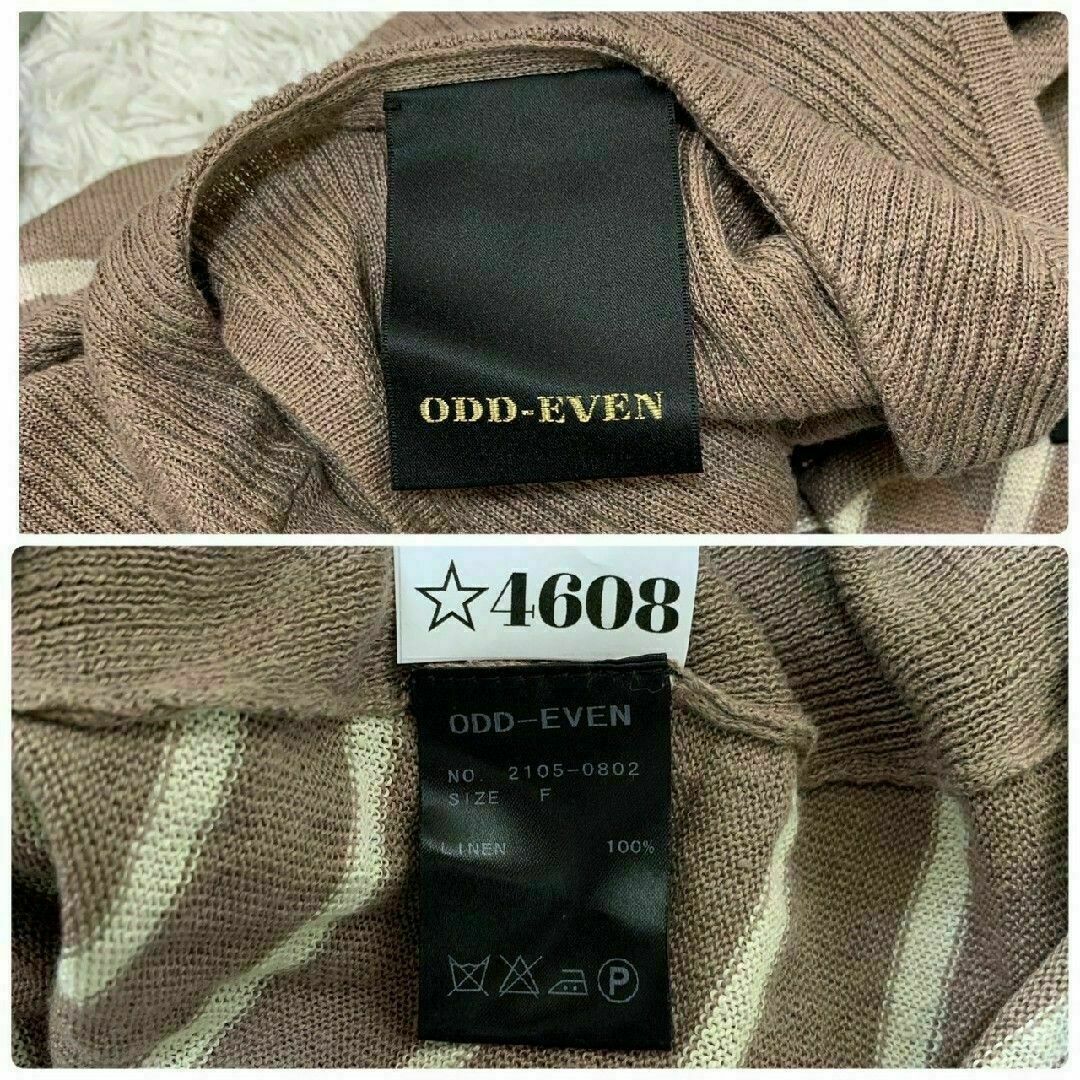 ODD-EVEN
☆4608
ODD-EVEN
NO. 2105-0802
SIZE F
LINEN 100%
P